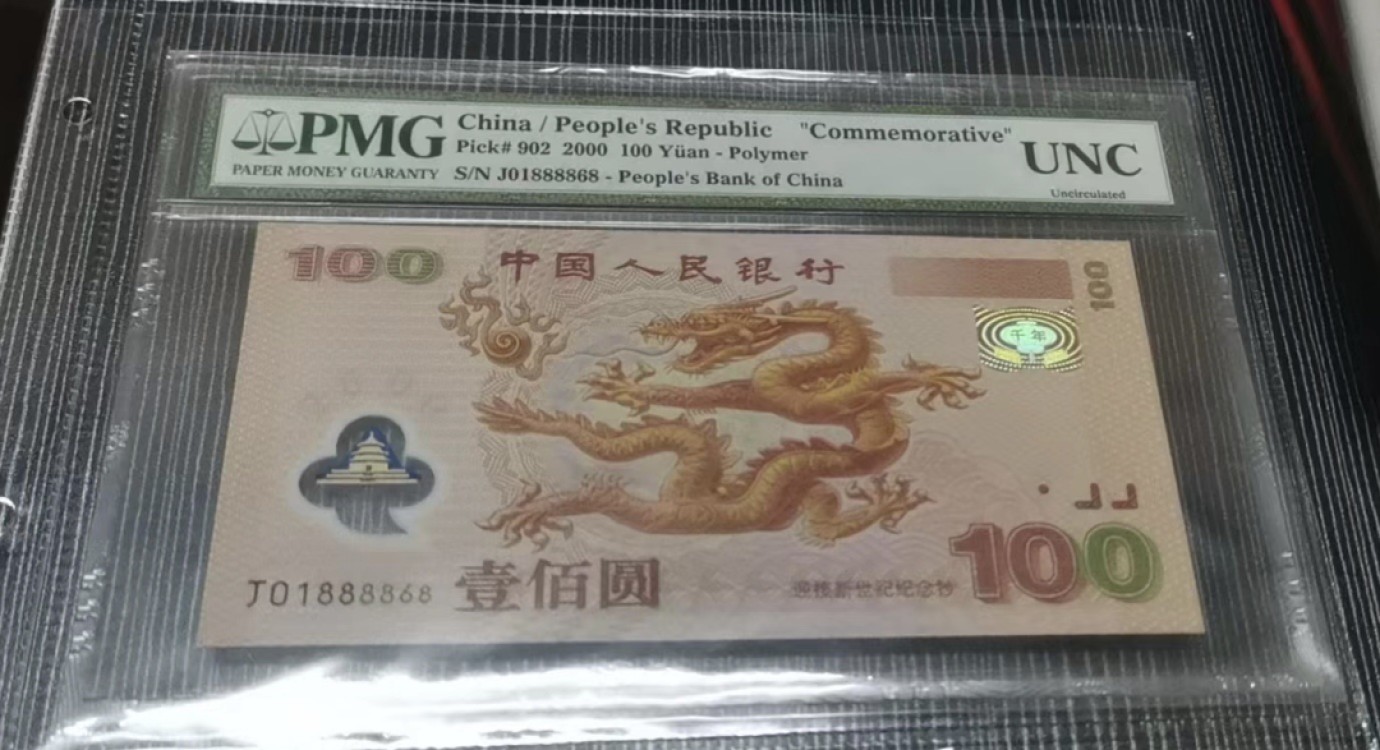 PMG
PAPER MONEY GUARANTY
China / People's Republic "Commemorative"
Pick# 902 2000 100 Yüan - Polymer
S/N J01888868 - People's Bank of China
UNC
Uncirculated
100
中国人民银行
100
千年
J01888868
壹佰圆
迎接新世纪纪念钞
100